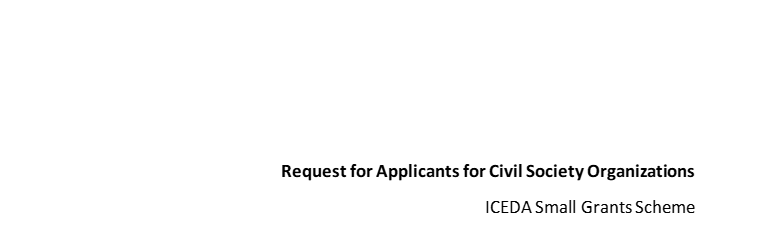 Request for Applicants for Civil Society Organizations
ICEDA Small Grants Scheme